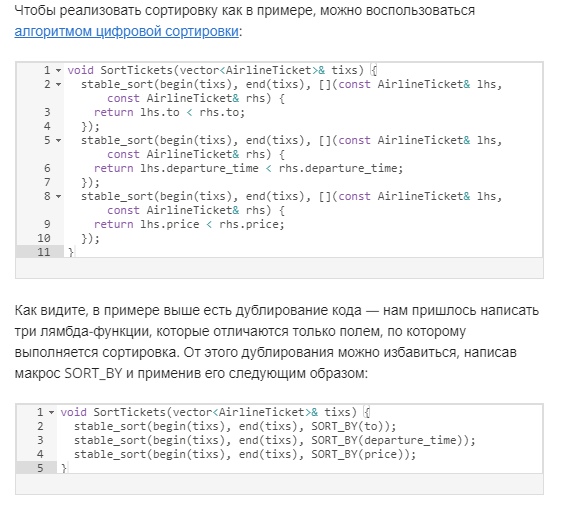 Чтобы реализовать сортировку как в примере, можно воспользоваться
алгоритмом цифровой сортировки:
1 void SortTickets(vector<AirlineTicket>& tixs) {
2 stable_sort(begin(tixs), end(tixs), [](const AirlineTicket& lhs,
const AirlineTicket& rhs) {
3 return lhs.to < rhs.to;
4 });
5 stable_sort(begin(tixs), end(tixs), [](const AirlineTicket& lhs,
const AirlineTicket& rhs) {
6 return lhs.departure_time < rhs.departure_time;
7 });
8 stable_sort(begin(tixs), end(tixs), [](const AirlineTicket& lhs,
const AirlineTicket& rhs) {
9 return lhs.price < rhs.price;
10 });
11 }
Как видите, в примере выше есть дублирование кода — нам пришлось написать
три лямбда-функции, которые отличаются только полем, по которому
выполняется сортировка. От этого дублирования можно избавиться, написав
макрос SORT_BY и применив его следующим образом:
1 void SortTickets(vector<AirlineTicket>& tixs) {
2 stable_sort(begin(tixs), end(tixs), SORT_BY(to));
3 stable_sort(begin(tixs), end(tixs), SORT_BY(departure_time));
4 stable_sort(begin(tixs), end(tixs), SORT_BY(price));
5 }